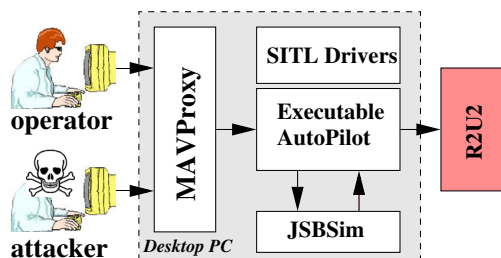 operator
attacker
MAVProxy
Desktop PC
SITL Drivers
Executable
AutoPilot
JSBSim
R2U2